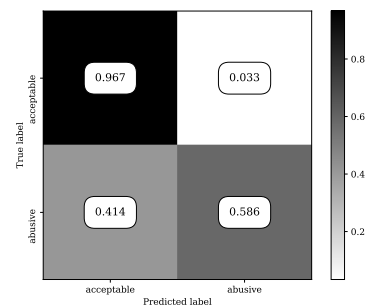 acceptable
abusive
True label
0.967
0.033
0.414
0.586
acceptable
abusive
Predicted label
0.8
0.6
0.4
0.2